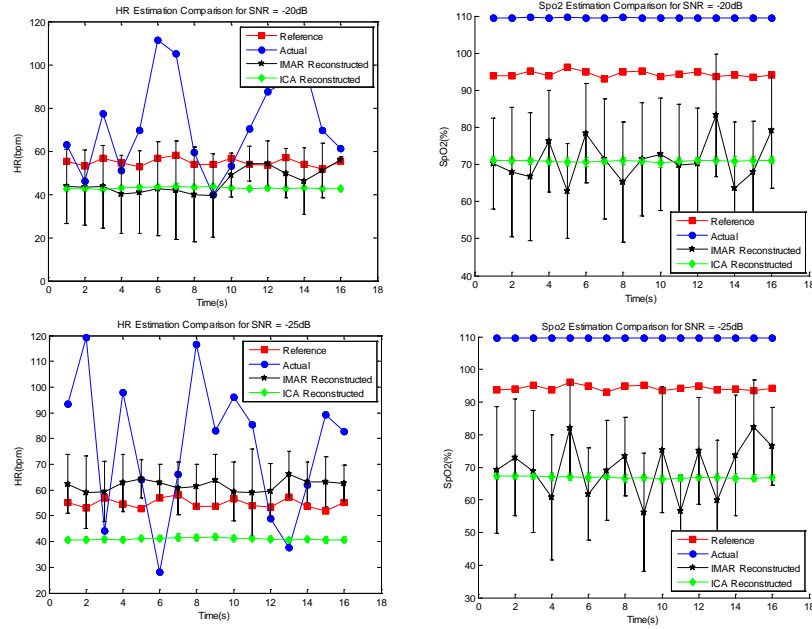 HR Estimation Comparison for SNR = -20dB
120
100
80
60
40
20
0
HR(bpm)
Reference
Actual
IMAR Reconstructed
ICA Reconstructed
0 2 4 6 8 10 12 14 16 18
Time(s)
Spo2 Estimation Comparison for SNR = -20dB
110
100
90
80
70
60
50
40
SpO2(%)
Reference
Actual
IMAR Reconstructed
ICA Reconstructed
0 2 4 6 8 10 12 14 16 18
Time(s)
HR Estimation Comparison for SNR = -25dB
120
110
100
90
80
70
60
50
40
30
20
HR(bpm)
Reference
Actual
IMAR Reconstructed
ICA Reconstructed
0 2 4 6 8 10 12 14 16 18
Time(s)
Spo2 Estimation Comparison for SNR = -25dB
110
100
90
80
70
60
50
40
30
SpO2(%)
Reference
Actual
IMAR Reconstructed
ICA Reconstructed
0 2 4 6 8 10 12 14 16 18
Time(s)